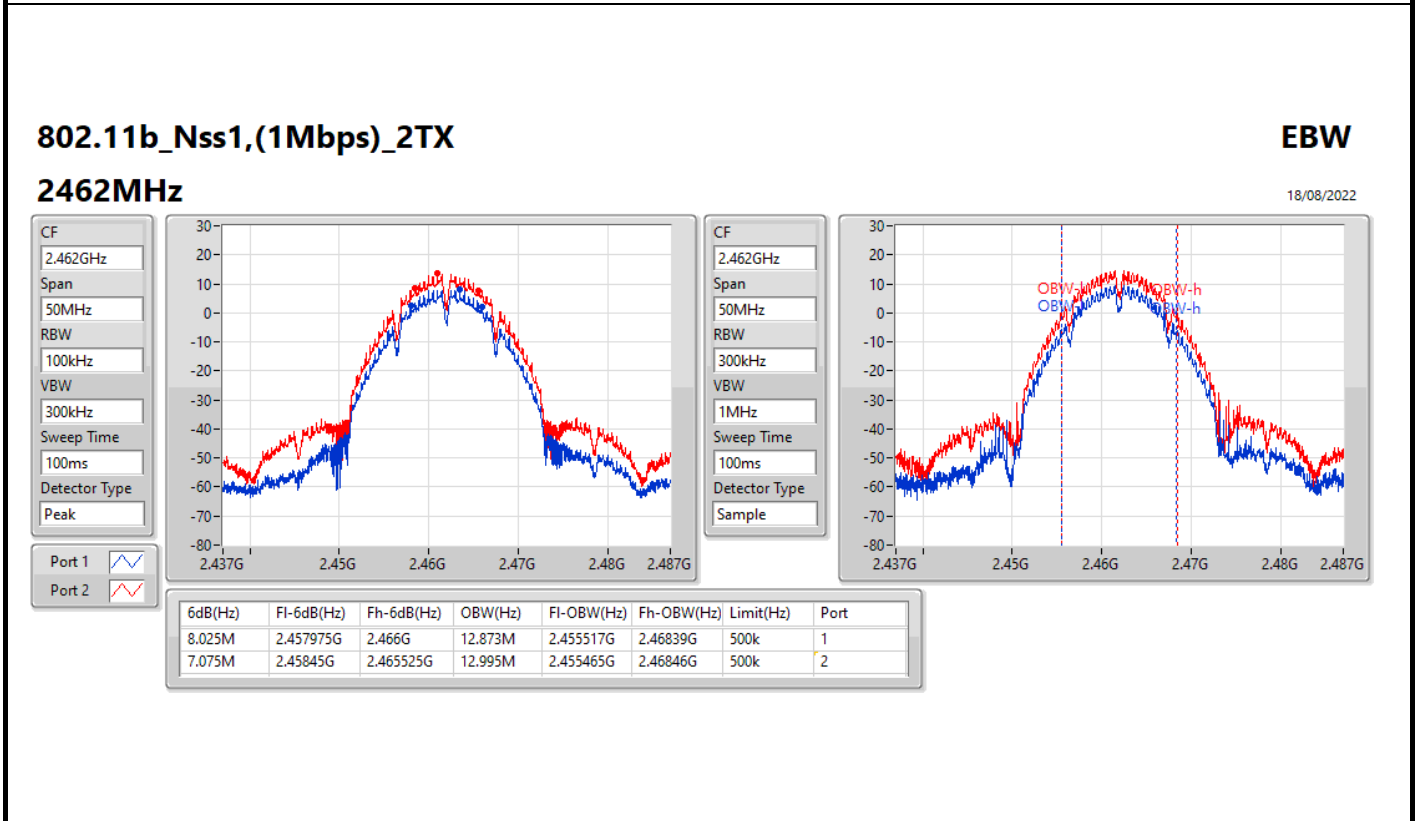 802.11b_Nss1,(1Mbps)_2TX EBW
2462MHz 18/08/2022
CF
2.462GHz
Span
50MHz
RBW
100kHz
VBW
300kHz
Sweep Time
100ms
Detector Type
Peak
Port 1
Port 2
30
20
10
0
-10
-20
-30
-40
-50
-60
-70
-80
2.437G 2.45G 2.46G 2.47G 2.48G 2.487G
CF
2.462GHz
Span
50MHz
RBW
300kHz
VBW
1MHz
Sweep Time
100ms
Detector Type
Sample
30
20
10
0
-10
-20
-30
-40
-50
-60
-70
-80
OBW-h
OBW-h
2.437G 2.45G 2.46G 2.47G 2.48G 2.487G
6dB(Hz) Fl-6dB(Hz) Fh-6dB(Hz) OBW(Hz) Fl-OBW(Hz) Fh-OBW(Hz) Limit(Hz) Port
8.025M 2.457975G 2.466G 12.873M 2.455517G 2.46839G 500k 1
7.075M 2.45845G 2.465525G 12.995M 2.455465G 2.46846G 500k 2